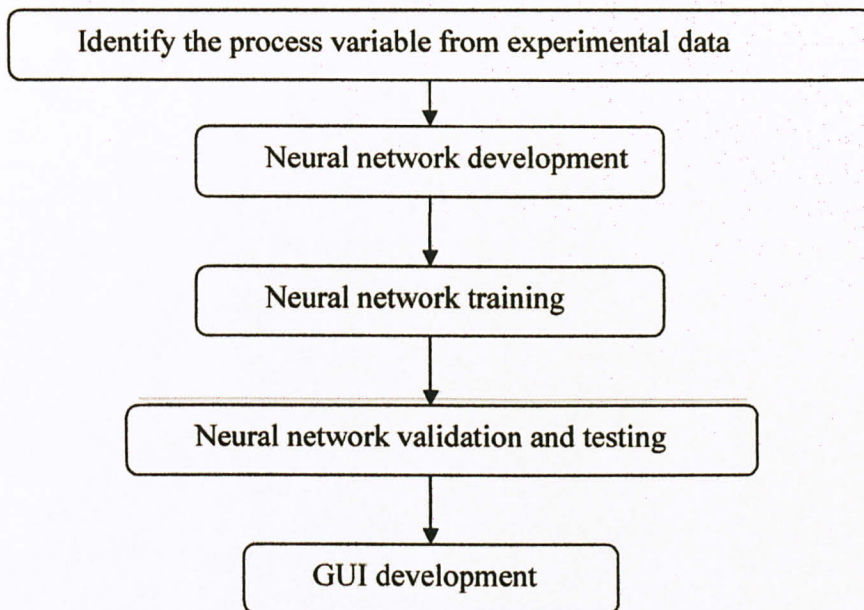 Identify the process variable from experimental data
Neural network development
Neural network training
Neural network validation and testing
GUI development